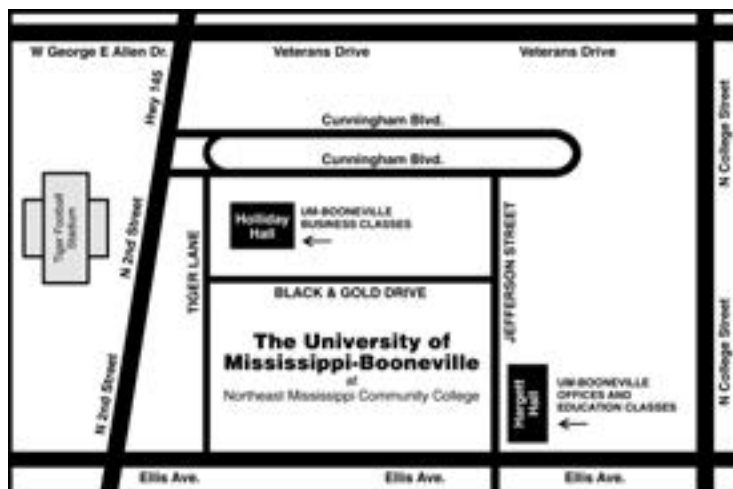 W George E Allen Dr.
Veterans Drive
Veterans Drive
Hwy 145
N College Street
Cunningham Blvd.
Cunningham Blvd.
Tiger Football
Stadium
N 2nd Street
TIGER LANE
Holliday
Hall
UM-BOONEVILLE
BUSINESS CLASSES
JEFFERSON STREET
BLACK & GOLD DRIVE
The University of
Mississippi-Booneville
at
Northeast Mississippi Community College
N 2nd Street
Hargett
Hall
UM-BOONEVILLE
OFFICES AND
EDUCATION CLASSES
N College Street
Ellis Ave.
Ellis Ave.
Ellis Ave.